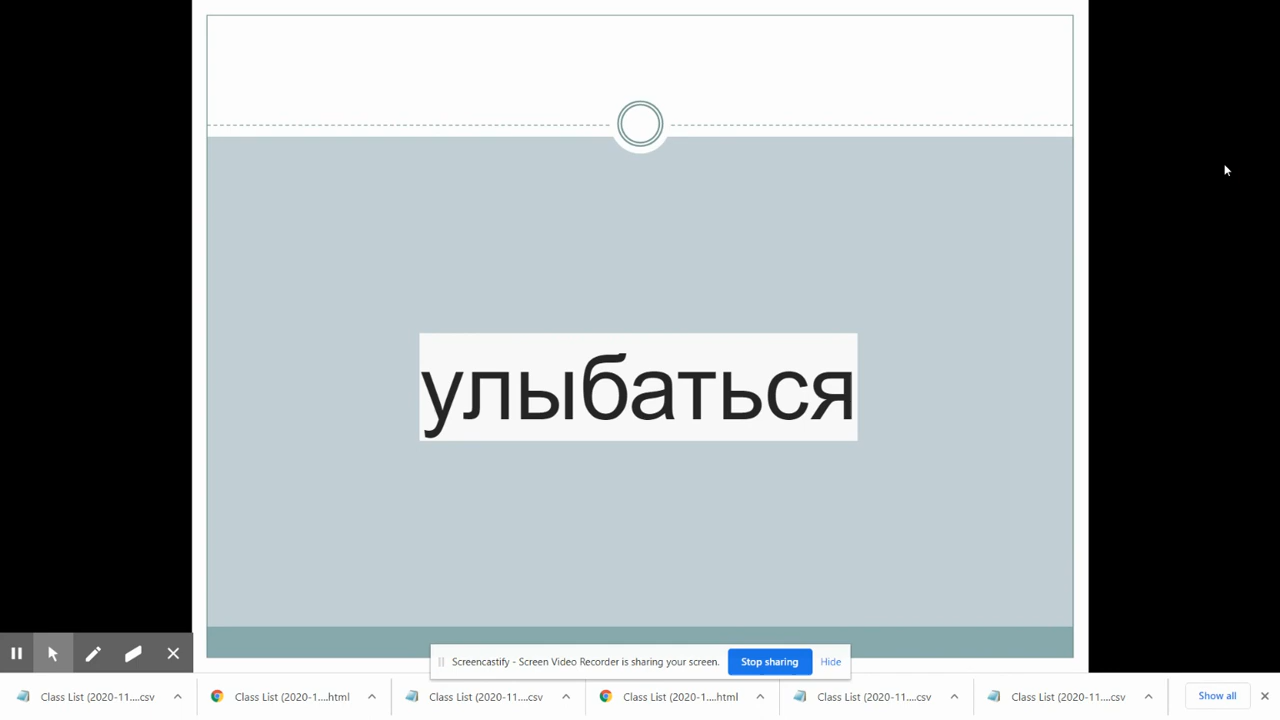 улыбаться
Screencastify - Screen Video Recorder is sharing your screen. Stop sharing Hide
Class List (2020-11....csv Class List (2020-1....html Class List (2020-11....csv Class List (2020-1....html Class List (2020-11....csv Class List (2020-11....csv Show all